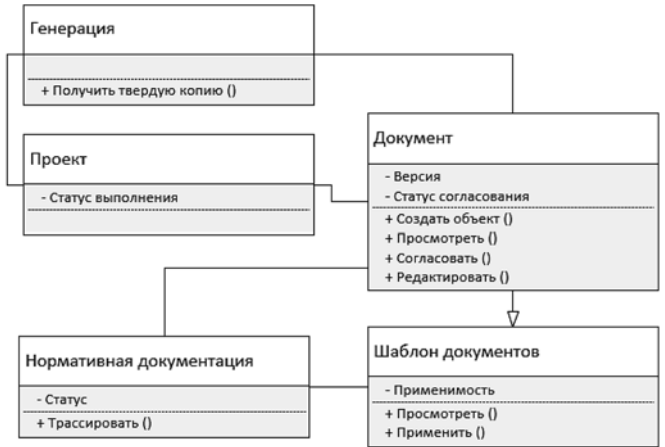 Генерация
+ Получить твердую копию ()
Проект
- Статус выполнения
Документ
- Версия
- Статус согласования
+ Создать объект ()
+ Просмотреть ()
+ Согласовать ()
+ Редактировать ()
Нормативная документация
- Статус
+ Трассировать ()
Шаблон документов
- Применимость
+ Просмотреть ()
+ Применить ()